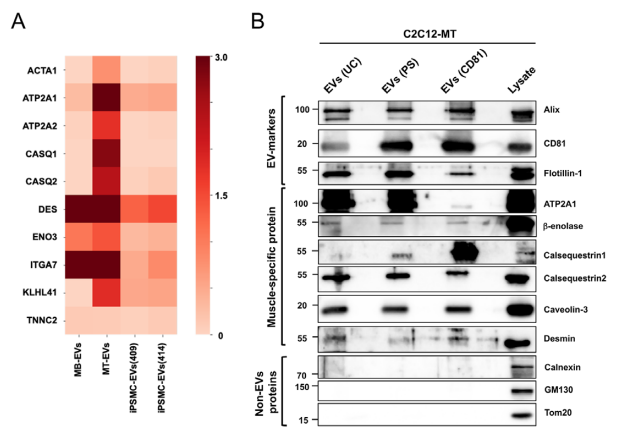 A
ACTA1
ATP2A1
ATP2A2
CASQ1
CASQ2
DES
ENO3
ITGA7
KLHL41
TNNC2
MB-EVs
MT-EVs
iPSMC-EVs(409)
iPSMC-EVs(414)
3.0
1.5
0
B
C2C12-MT
EVs (UC)
EVs (PS)
EVs (CD81)
Lysate
EV-markers
100
Alix
20
CD81
55
Flotillin-1
Muscle-specific protein
100
ATP2A1
55
β-enolase
55
Calsequestrin1
55
Calsequestrin2
20
Caveolin-3
55
Desmin
Non-EVs
proteins
70
Calnexin
150
GM130
15
Tom20